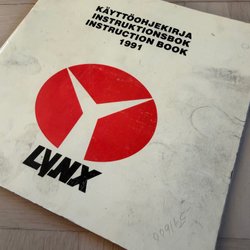 KÄYTTÖOHJEKIRJA
INSTRUKTIONSBOK
INSTRUCTION BOOK
1991
LYNX